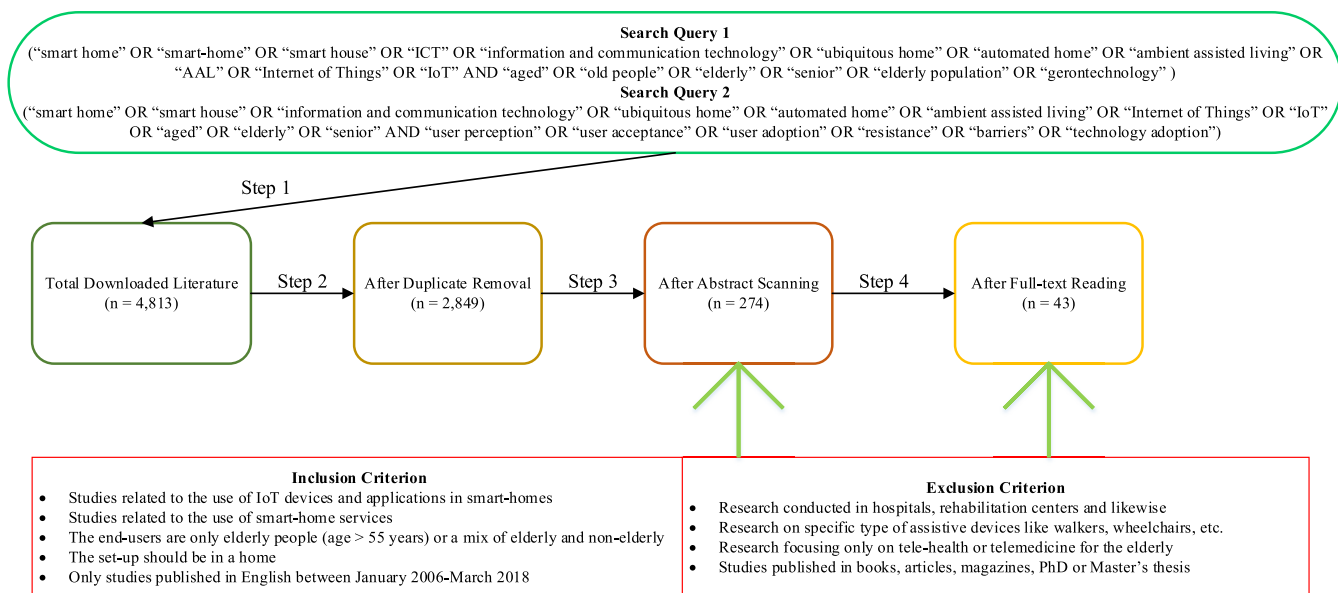 Search Query 1
(“smart home” OR “smart-home” OR “smart house” OR “ICT” OR “information and communication technology” OR “ubiquitous home” OR “automated home” OR “ambient assisted living” OR
“AAL” OR “Internet of Things” OR “IoT” AND “aged” OR “old people” OR “elderly” OR “senior” OR “elderly population” OR “gerontechnology” )
Search Query 2
(“smart home” OR “smart house” OR “information and communication technology” OR “ubiquitous home” OR “automated home” OR “ambient assisted living” OR “Internet of Things” OR “IoT”
OR “aged” OR “elderly” OR “senior” AND “user perception” OR “user acceptance” OR “user adoption” OR “resistance” OR “barriers” OR “technology adoption”)
Step 1
Total Downloaded Literature
(n = 4,813)
Step 2
After Duplicate Removal
(n = 2,849)
Step 3
After Abstract Scanning
(n = 274)
Step 4
After Full-text Reading
(n = 43)
Inclusion Criterion
• Studies related to the use of IoT devices and applications in smart-homes
• Studies related to the use of smart-home services
• The end-users are only elderly people (age > 55 years) or a mix of elderly and non-elderly
• The set-up should be in a home
• Only studies published in English between January 2006-March 2018
Exclusion Criterion
• Research conducted in hospitals, rehabilitation centers and likewise
• Research on specific type of assistive devices like walkers, wheelchairs, etc.
• Research focusing only on tele-health or telemedicine for the elderly
• Studies published in books, articles, magazines, PhD or Master’s thesis